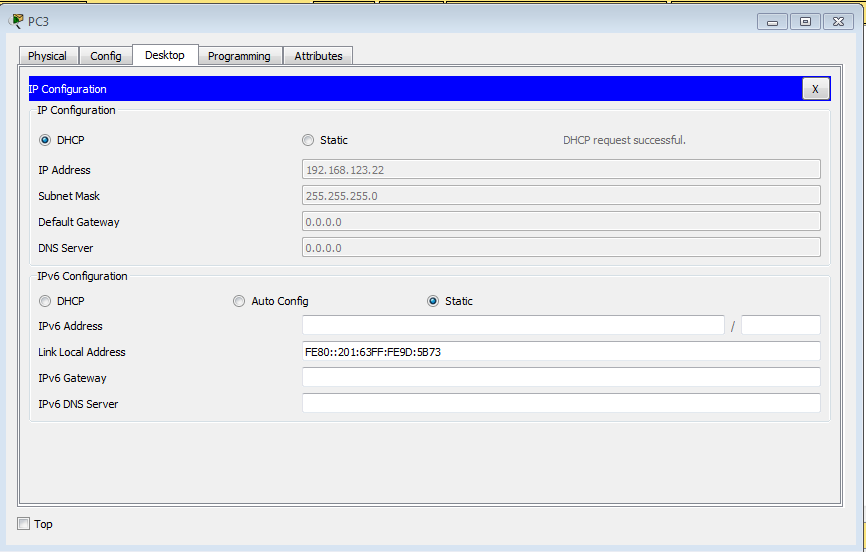 PC3
Physical Config Desktop Programming Attributes
IP Configuration X
IP Configuration
DHCP Static DHCP request successful.
IP Address 192.168.123.22
Subnet Mask 255.255.255.0
Default Gateway 0.0.0.0
DNS Server 0.0.0.0
IPv6 Configuration
DHCP Auto Config Static
IPv6 Address /
Link Local Address FE80::201:63FF:FE9D:5B73
IPv6 Gateway
IPv6 DNS Server
Top